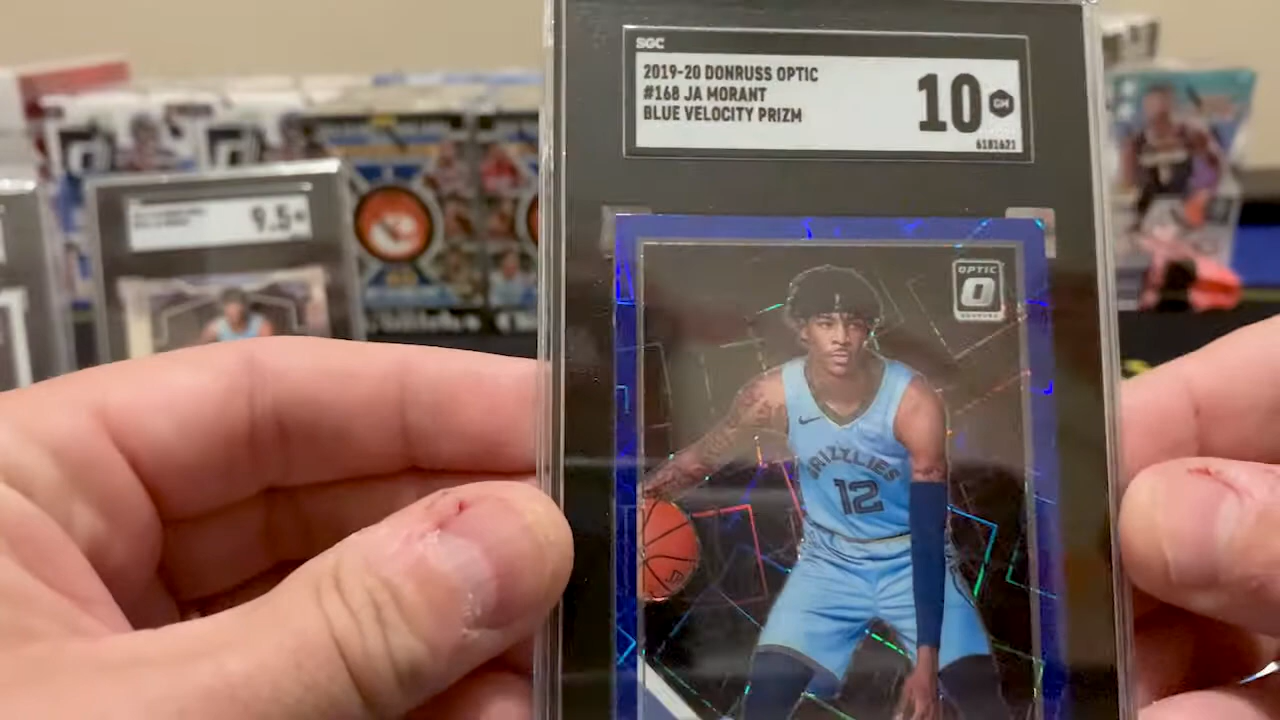 SGC
2019-20 DONRUSS OPTIC
#168 JA MORANT
BLUE VELOCITY PRIZM
10
GM
6181621
9.5
OPTIC
DONRUSS
GRIZZLIES
12